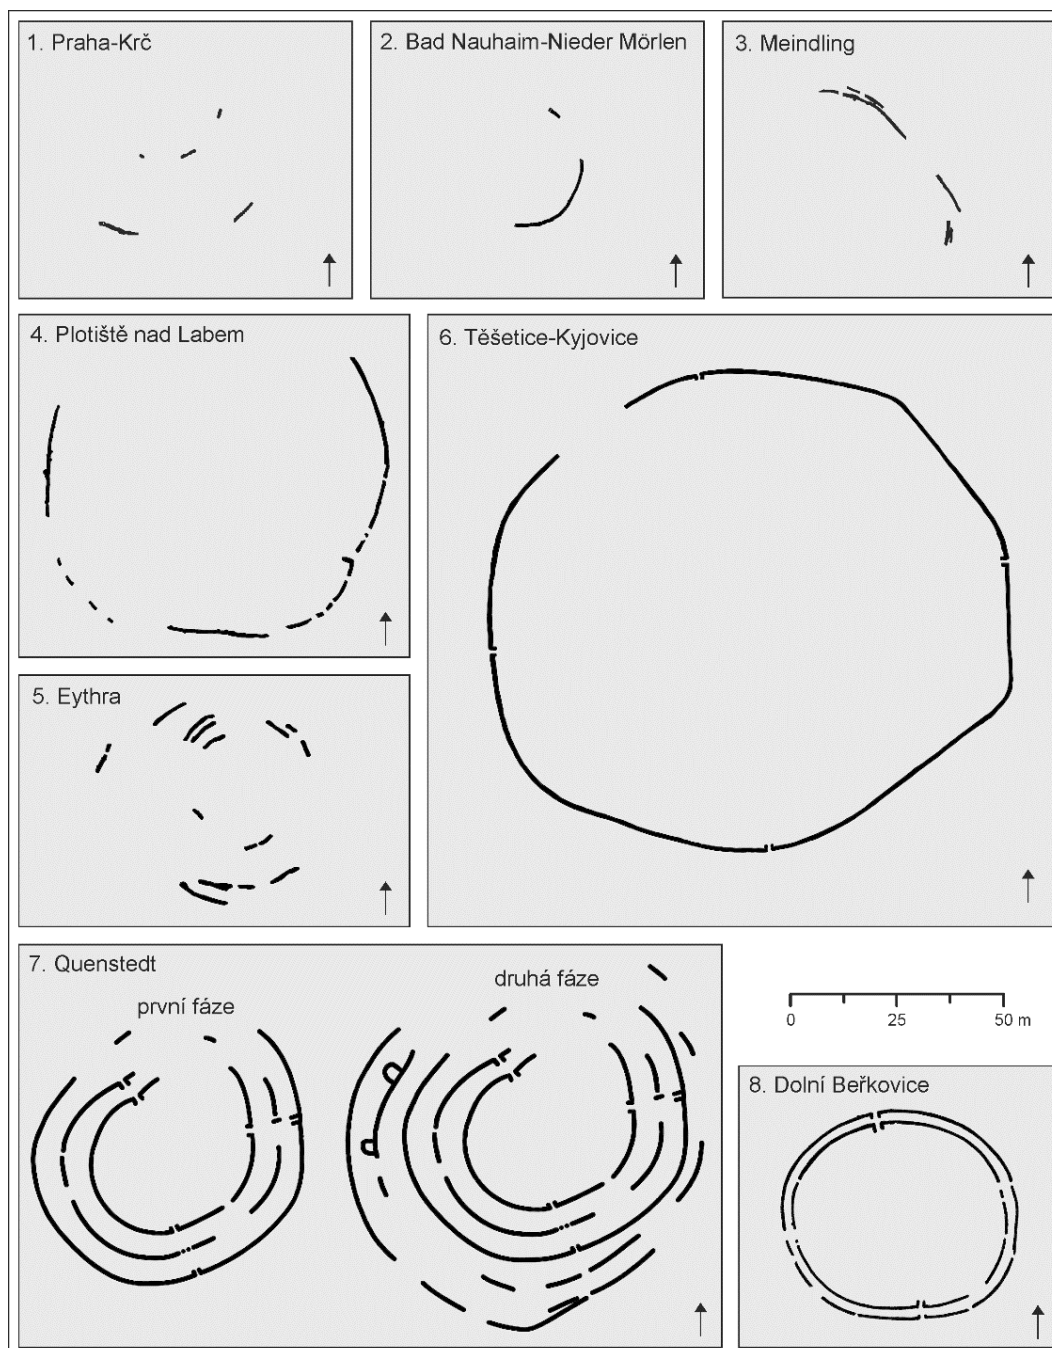 1. Praha-Krč
2. Bad Nauhaim-Nieder Mörlen
3. Meindling
4. Plotiště nad Labem
6. Těšetice-Kyjovice
5. Eythra
7. Quenstedt
první fáze
druhá fáze
0 25 50 m
8. Dolní Beřkovice